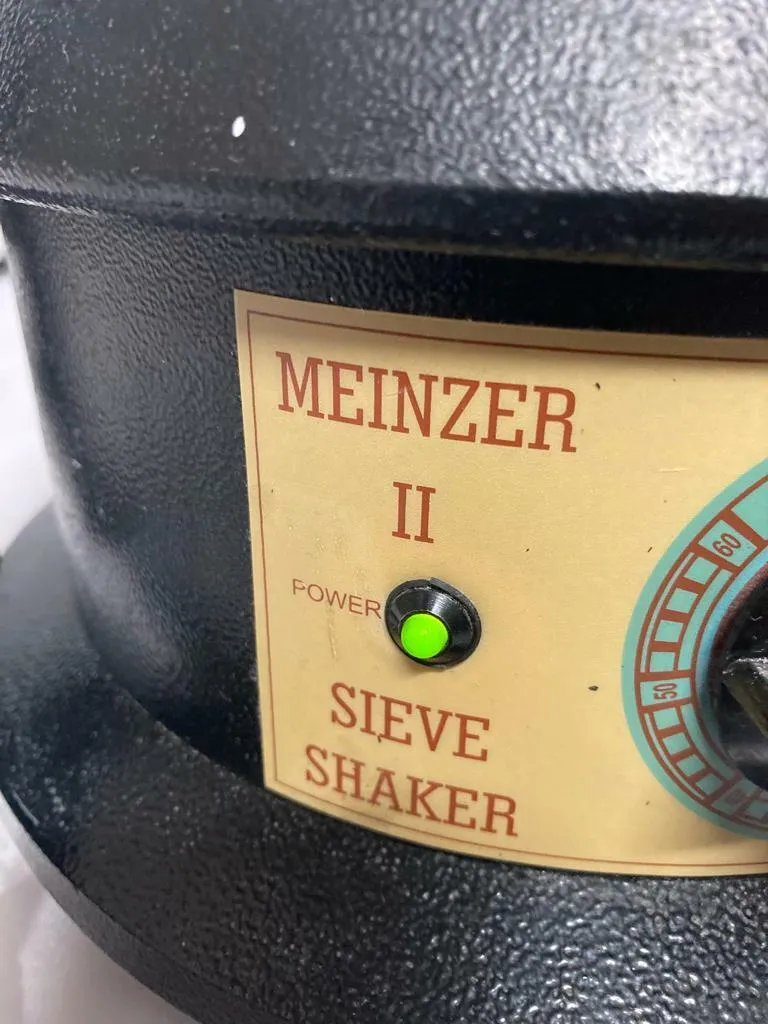 MEINZER
II
POWER
SIEVE
SHAKER
60
50